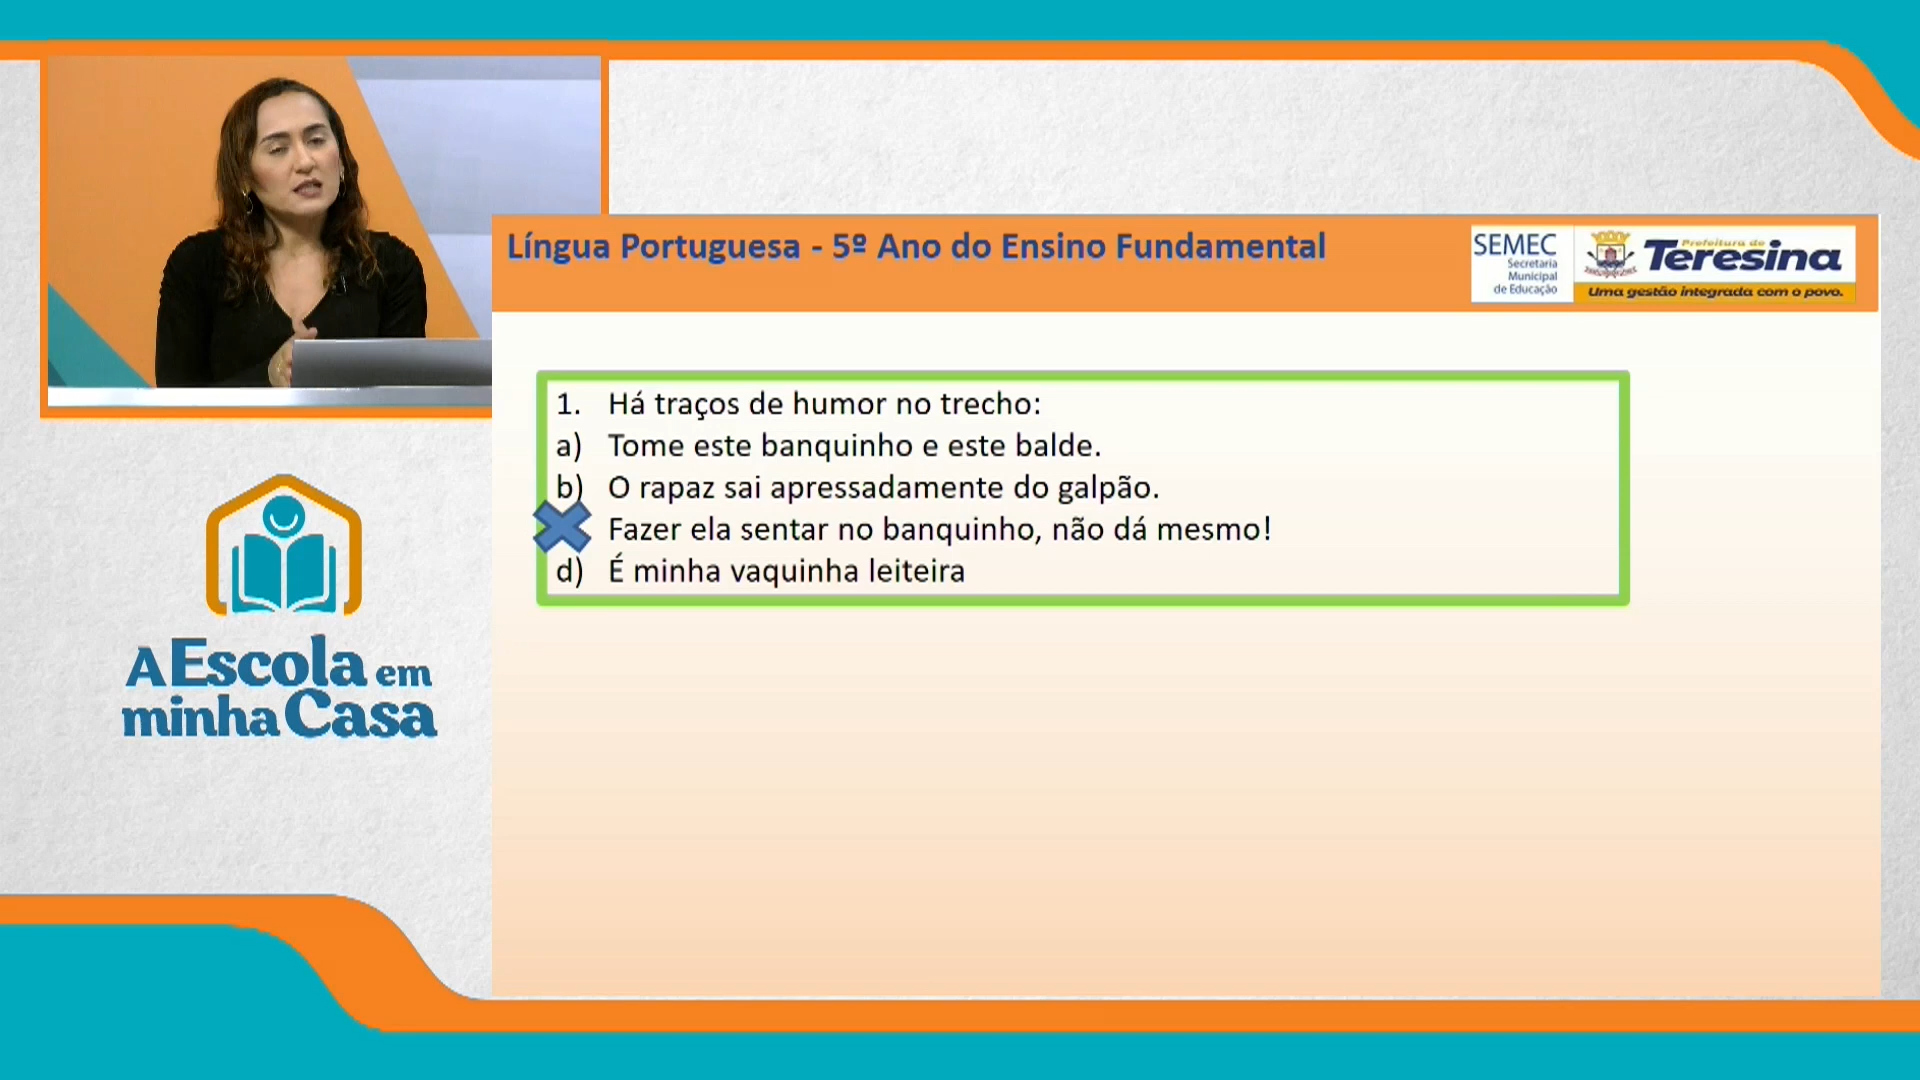 Língua Portuguesa - 5º Ano do Ensino Fundamental
SEMEC
Secretaria
Municipal
de Educação
Prefeitura de
Teresina
Uma gestão integrada com o povo.
1. Há traços de humor no trecho:
a) Tome este banquinho e este balde.
b) O rapaz sai apressadamente do galpão.
Fazer ela sentar no banquinho, não dá mesmo!
d) É minha vaquinha leiteira
A Escola em
minha Casa